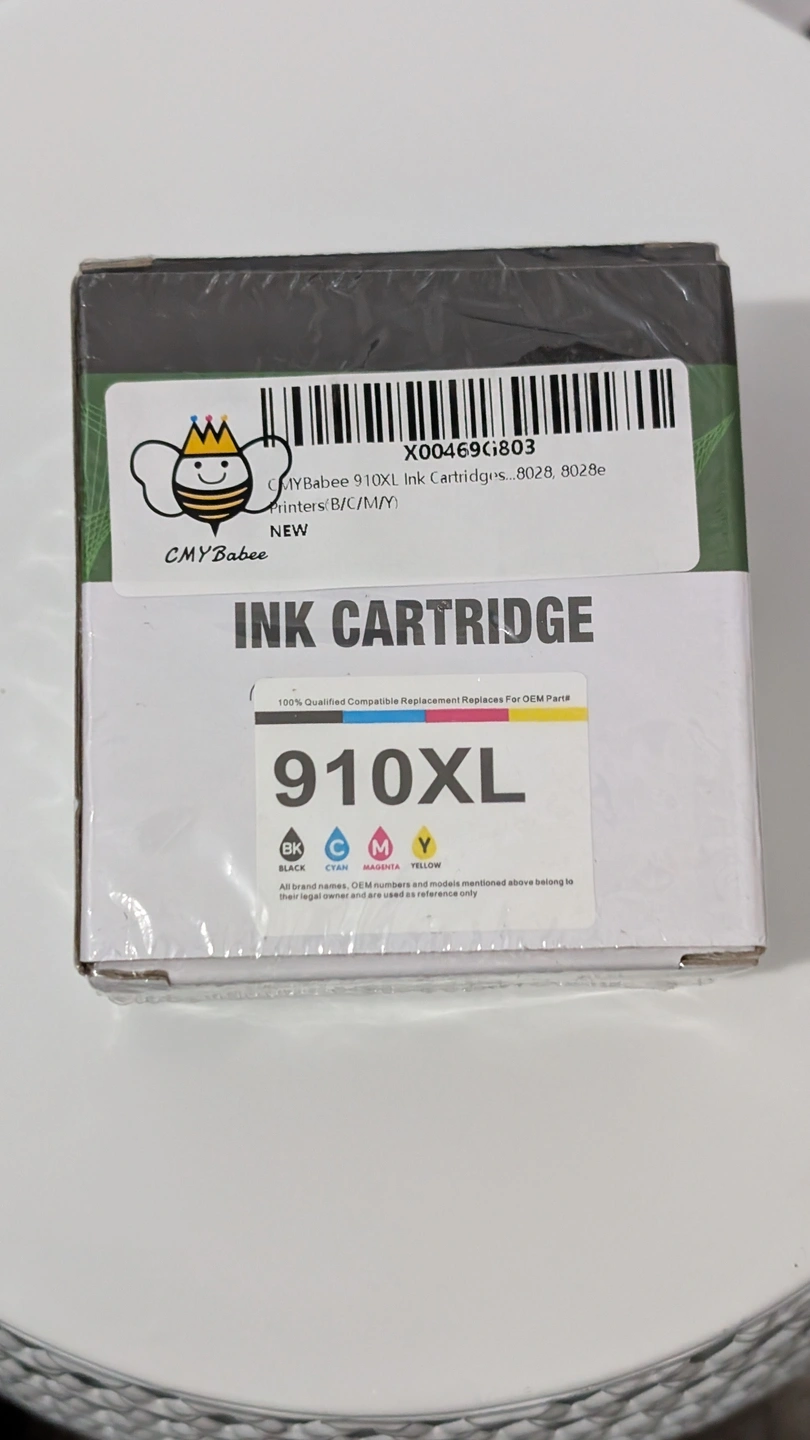 X00469G803
CMYBabee 910XL Ink Cartridges...8028, 8028e
Printers(B/C/M/Y)
NEW
CMYBabee
INK CARTRIDGE
100% Qualified Compatible Replacement Replaces For OEM Part#
910XL
BK C M Y
BLACK CYAN MAGENTA YELLOW
All brand names, OEM numbers and models mentioned above belong to
their legal owner and are used as reference only